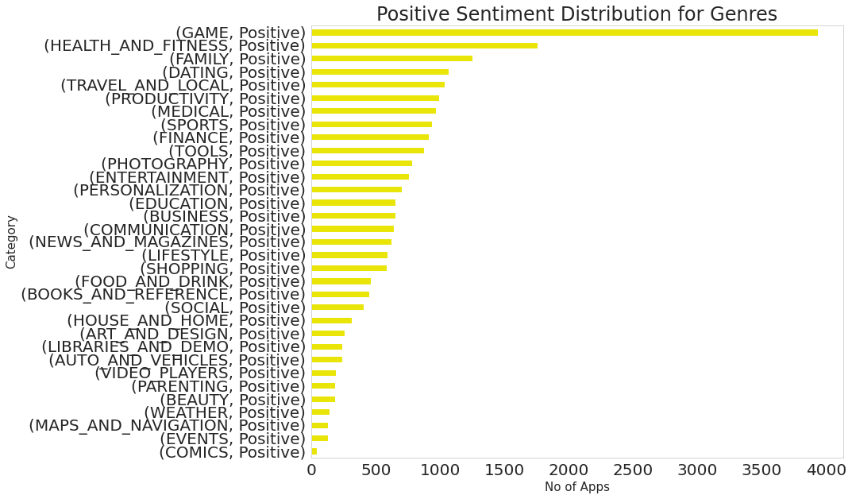 Positive Sentiment Distribution for Genres
(GAME, Positive)
(HEALTH_AND_FITNESS, Positive)
(FAMILY, Positive)
(DATING, Positive)
(TRAVEL_AND_LOCAL, Positive)
(PRODUCTIVITY, Positive)
(MEDICAL, Positive)
(SPORTS, Positive)
(FINANCE, Positive)
(TOOLS, Positive)
(PHOTOGRAPHY, Positive)
(ENTERTAINMENT, Positive)
(PERSONALIZATION, Positive)
(EDUCATION, Positive)
(BUSINESS, Positive)
(COMMUNICATION, Positive)
(NEWS_AND_MAGAZINES, Positive)
(LIFESTYLE, Positive)
(SHOPPING, Positive)
(FOOD_AND_DRINK, Positive)
(BOOKS_AND_REFERENCE, Positive)
(SOCIAL, Positive)
(HOUSE_AND_HOME, Positive)
(ART_AND_DESIGN, Positive)
(LIBRARIES_AND_DEMO, Positive)
(AUTO_AND_VEHICLES, Positive)
(VIDEO_PLAYERS, Positive)
(PARENTING, Positive)
(BEAUTY, Positive)
(WEATHER, Positive)
(MAPS_AND_NAVIGATION, Positive)
(EVENTS, Positive)
(COMICS, Positive)
Category
0 500 1000 1500 2000 2500 3000 3500 4000
No of Apps